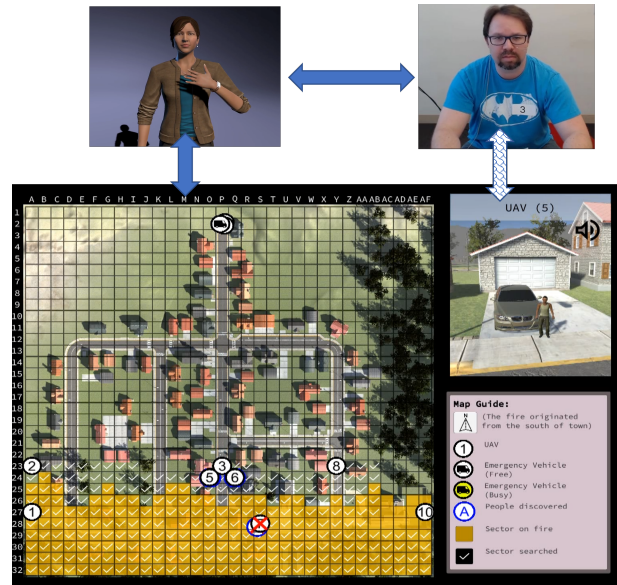 3
A B C D E F G H I J K L M N O P Q R S T U V W X Y Z AA AB AC AD AE AF
UAV (5)
1
2
3
4
5
6
7
8
9
10
11
12
13
14
15
16
17
18
19
20
21
22
23 2 3 8
24 5 6
25
26
27 1 10
28
29
30
31
32
Map Guide:
N
(The fire originated
from the south of town)
1 UAV
Emergency Vehicle
(Free)
Emergency Vehicle
(Busy)
A People discovered
Sector on fire
Sector searched